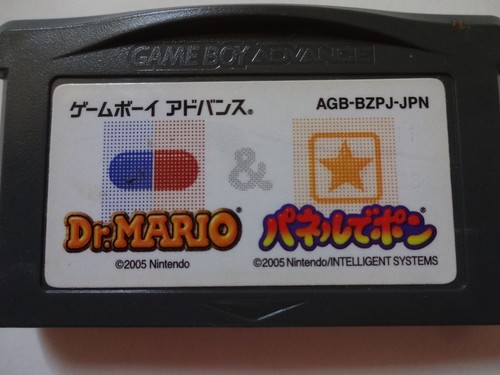 GAME BOY ADVANCE
ゲームボーイ アドバンス® AGB-BZPJ-JPN
&
Dr.MARIO® パネルでポン®
©2005 Nintendo ©2005 Nintendo/INTELLIGENT SYSTEMS